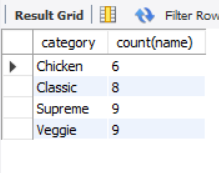 Result Grid Filter Row
category count(name)
Chicken 6
Classic 8
Supreme 9
Veggie 9